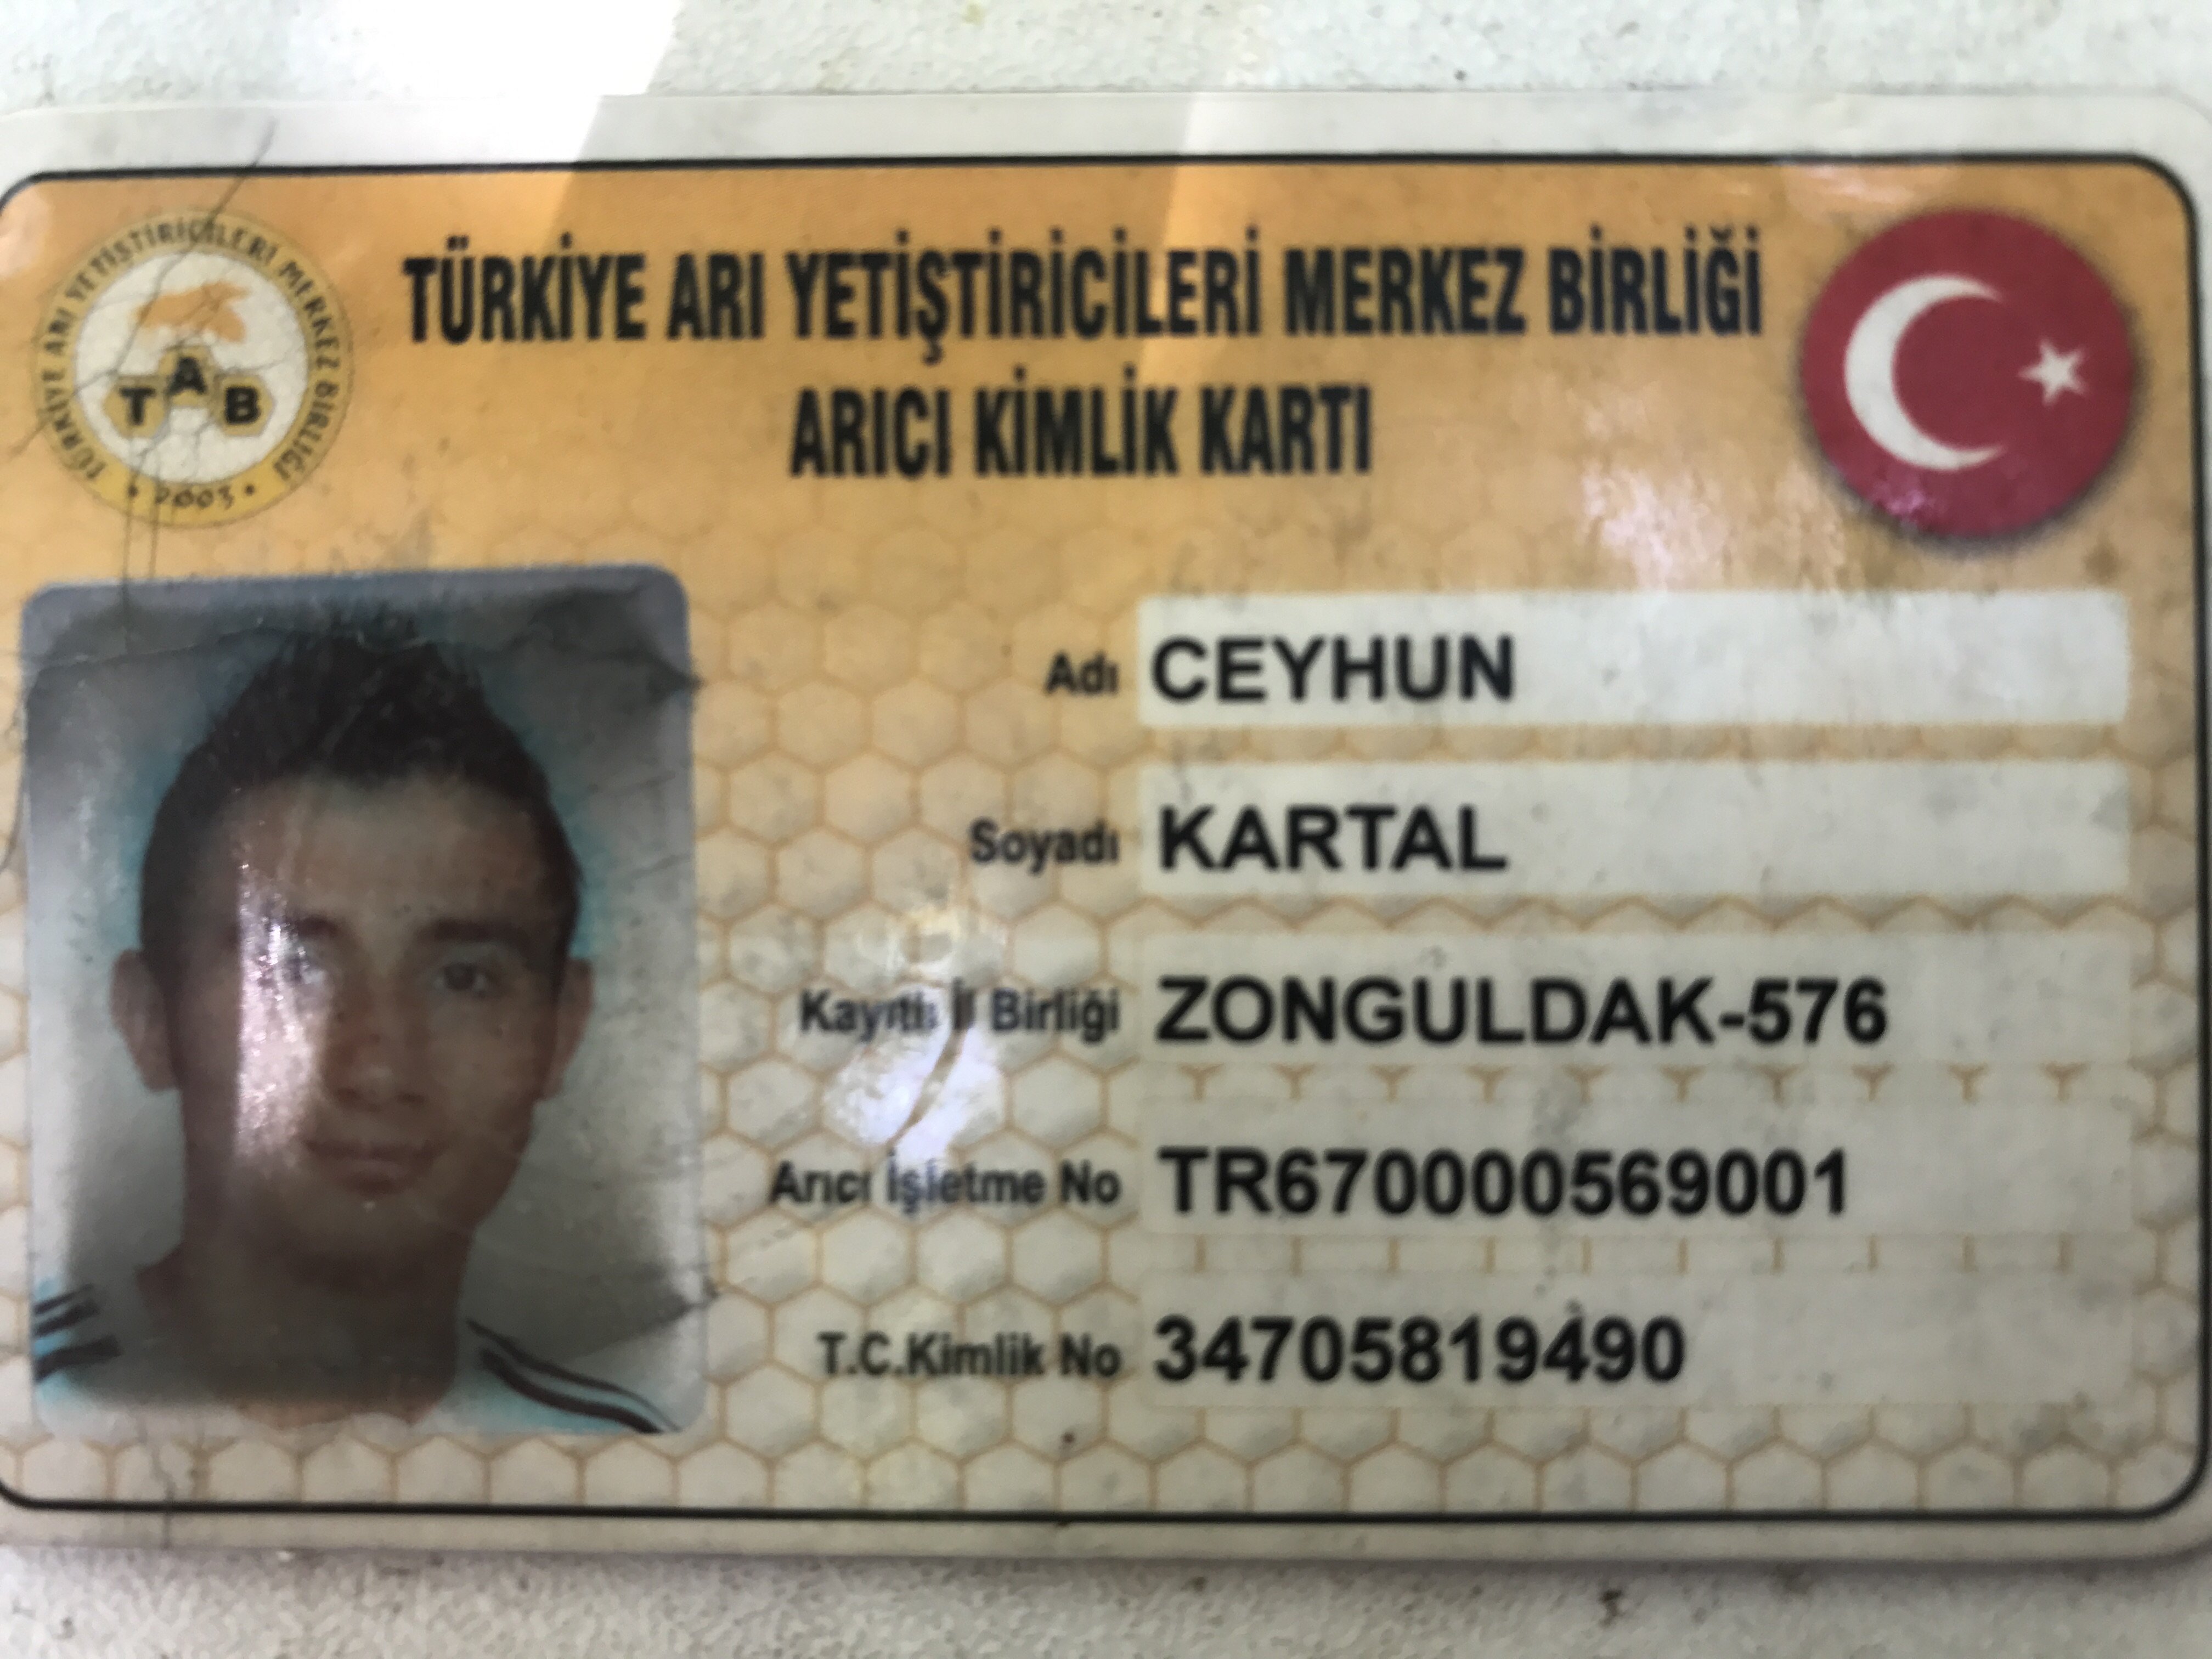 TÜRKİYE ARI YETİŞTİRİCİLERİ MERKEZ BİRLİĞİ
ARICI KİMLİK KARTI
TÜRKİYE ARI YETİŞTİRİCİLERİ MERKEZ BİRLİĞİ
TAB
• 2003 •
Adı CEYHUN
Soyadı KARTAL
Kayıtlı İl Birliği ZONGULDAK-576
Arıcı İşletme No TR670000569001
T.C.Kimlik No 34705819490